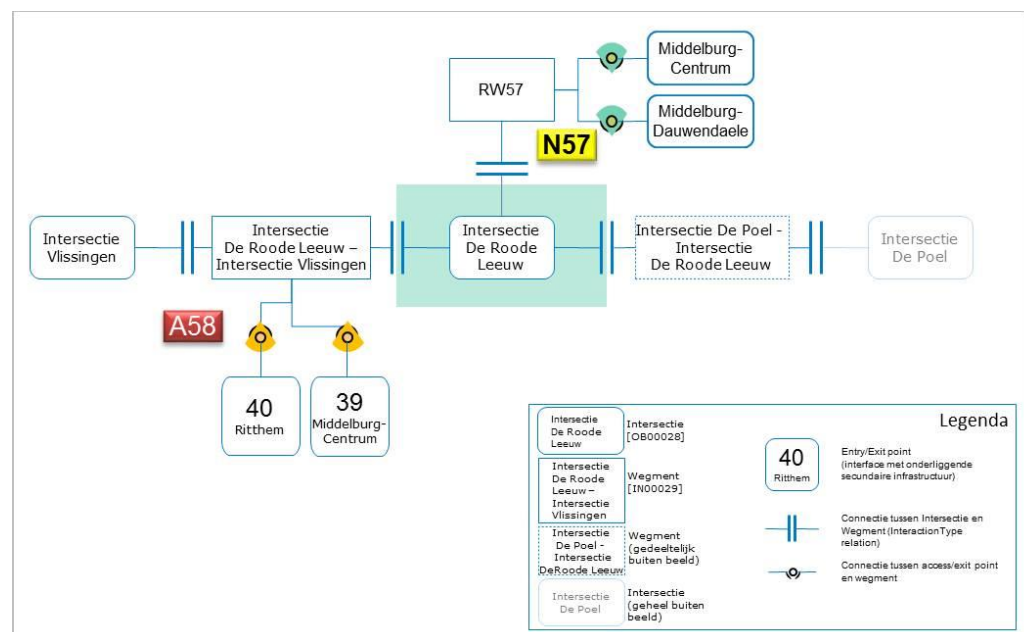 Middelburg-
Centrum
RW57
Middelburg-
Dauwendaele
N57
Intersectie
Vlissingen
Intersectie
De Roode Leeuw –
Intersectie Vlissingen
Intersectie
De Roode
Leeuw
Intersectie De Poel -
Intersectie
De Roode Leeuw
Intersectie
De Poel
A58
40
Ritthem
39
Middelburg-
Centrum
Legenda
Intersectie
De Roode
Leeuw
Intersectie
[OB00028]
Intersectie
De Roode
Leeuw –
Intersectie
Vlissingen
Wegment
[IN00029]
Intersectie
De Poel -
Intersectie
DeRoode Leeuw
Wegment
(gedeeltelijk
buiten beeld)
Intersectie
De Poel
Intersectie
(geheel buiten
beeld)
40
Ritthem
Entry/Exit point
(interface met onderliggende
secundaire infrastructuur)
Connectie tussen Intersectie en
Wegment (InteractionType
relation)
Connectie tussen access/exit point
en wegment